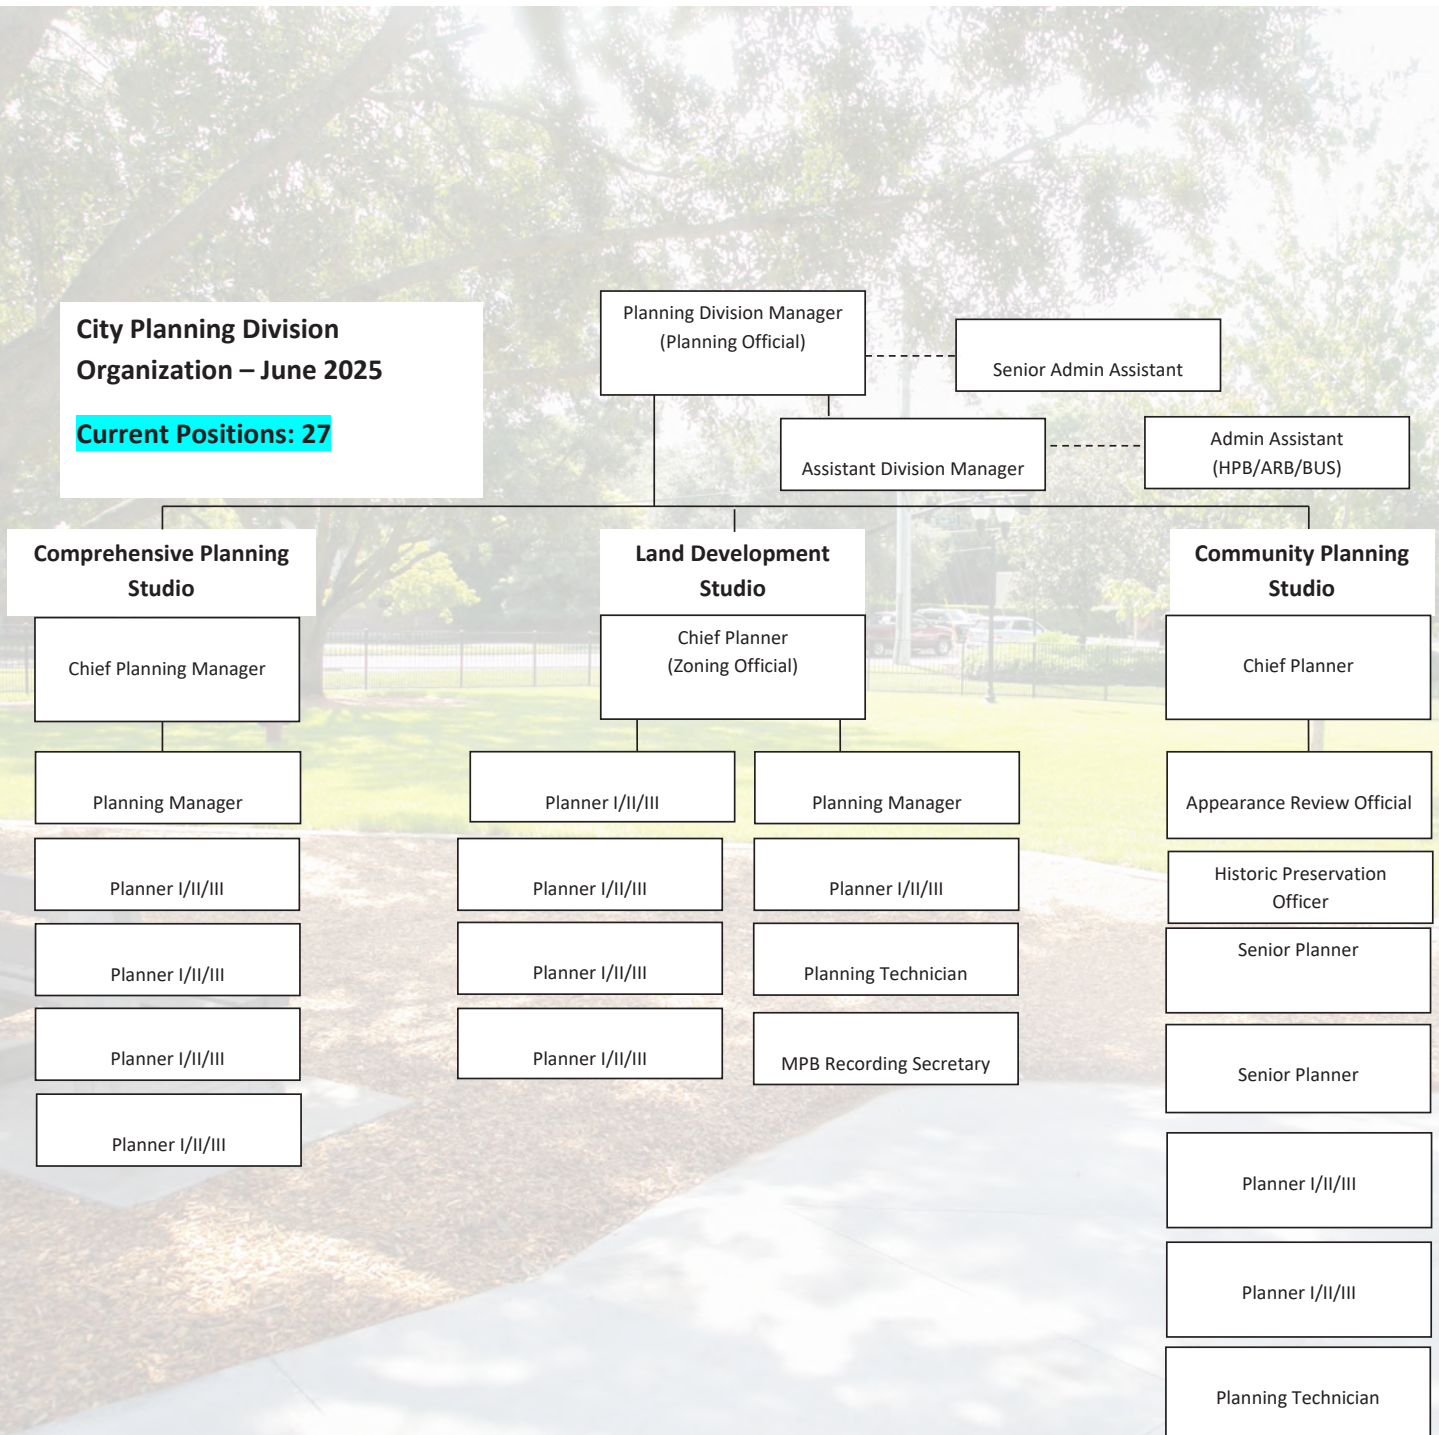 City Planning Division
Organization – June 2025
Current Positions: 27
Planning Division Manager
(Planning Official)
Senior Admin Assistant
Assistant Division Manager
Admin Assistant
(HPB/ARB/BUS)
Comprehensive Planning
Studio
Chief Planning Manager
Planning Manager
Planner I/II/III
Planner I/II/III
Planner I/II/III
Planner I/II/III
Land Development
Studio
Chief Planner
(Zoning Official)
Planner I/II/III
Planner I/II/III
Planner I/II/III
Planner I/II/III
Planning Manager
Planner I/II/III
Planning Technician
MPB Recording Secretary
Community Planning
Studio
Chief Planner
Appearance Review Official
Historic Preservation
Officer
Senior Planner
Senior Planner
Planner I/II/III
Planner I/II/III
Planning Technician